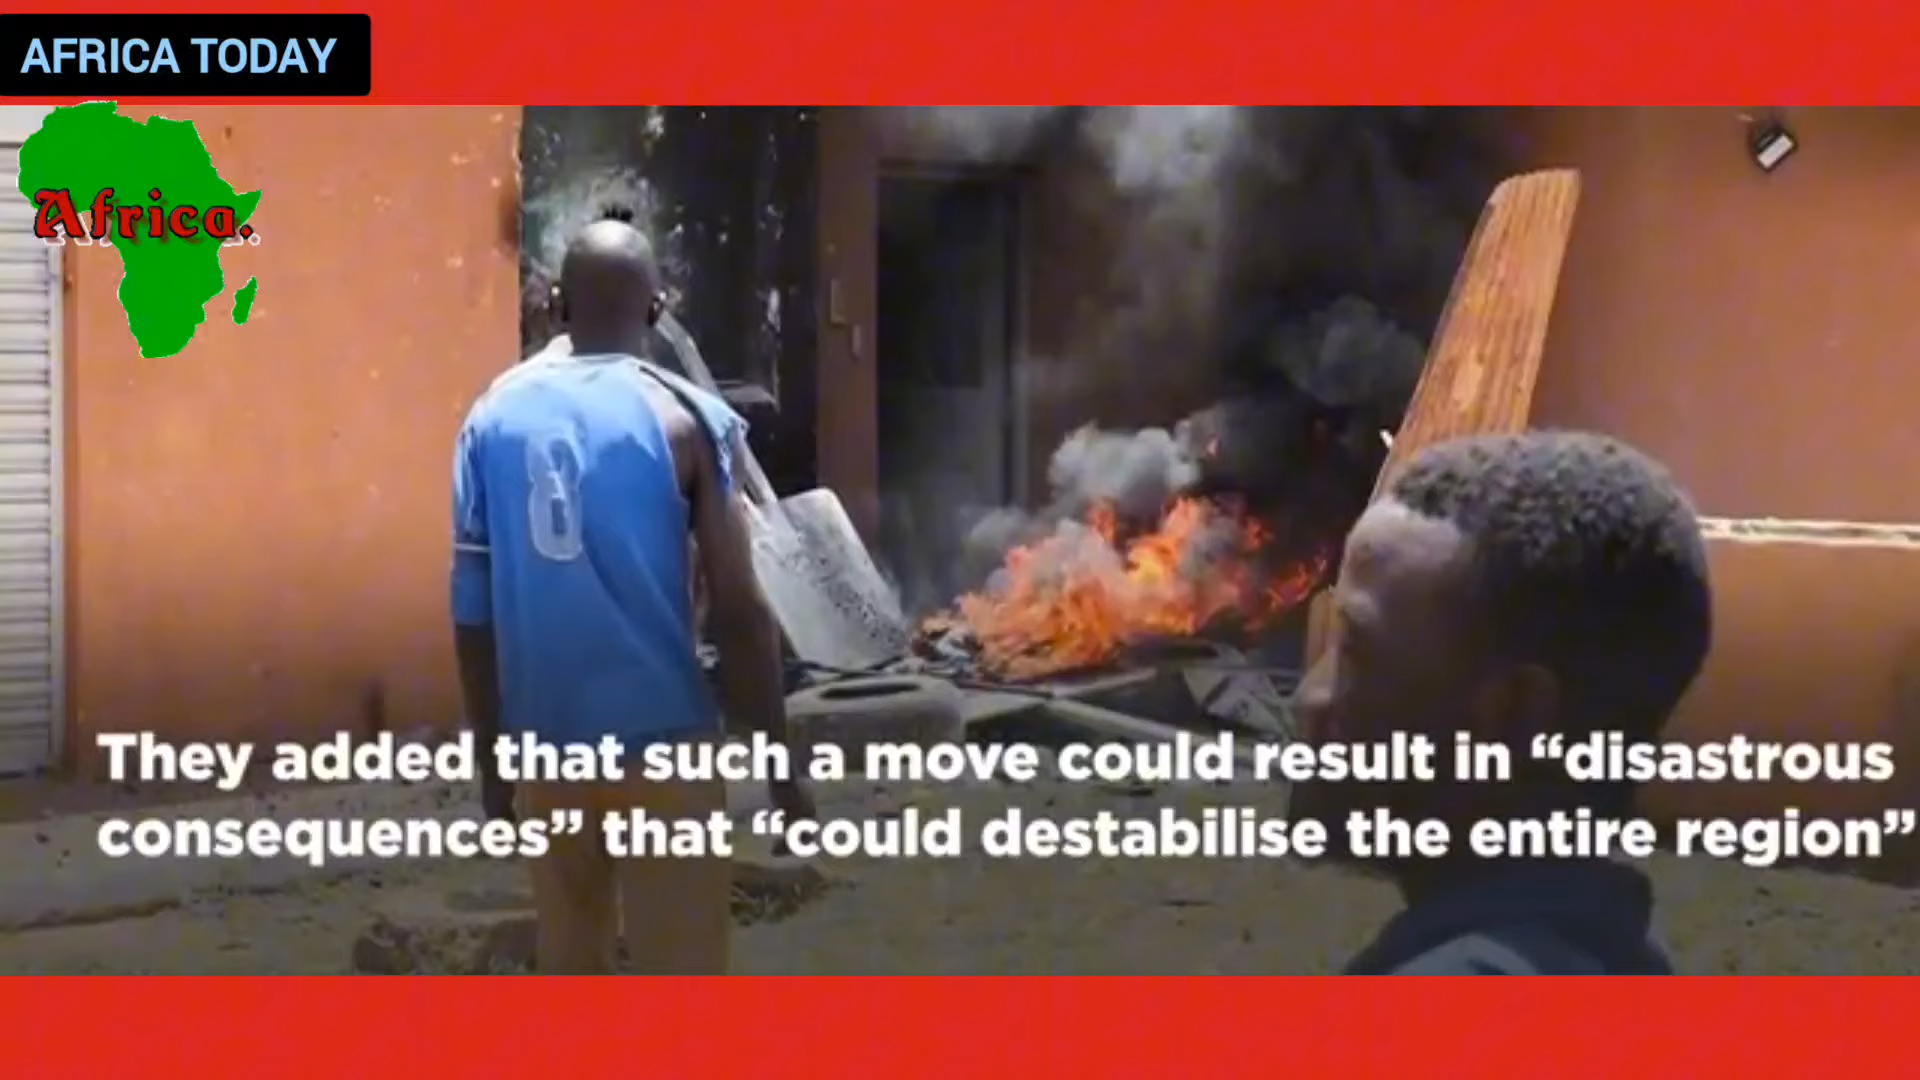 AFRICA TODAY
Africa.
8
They added that such a move could result in “disastrous
consequences” that “could destabilise the entire region”